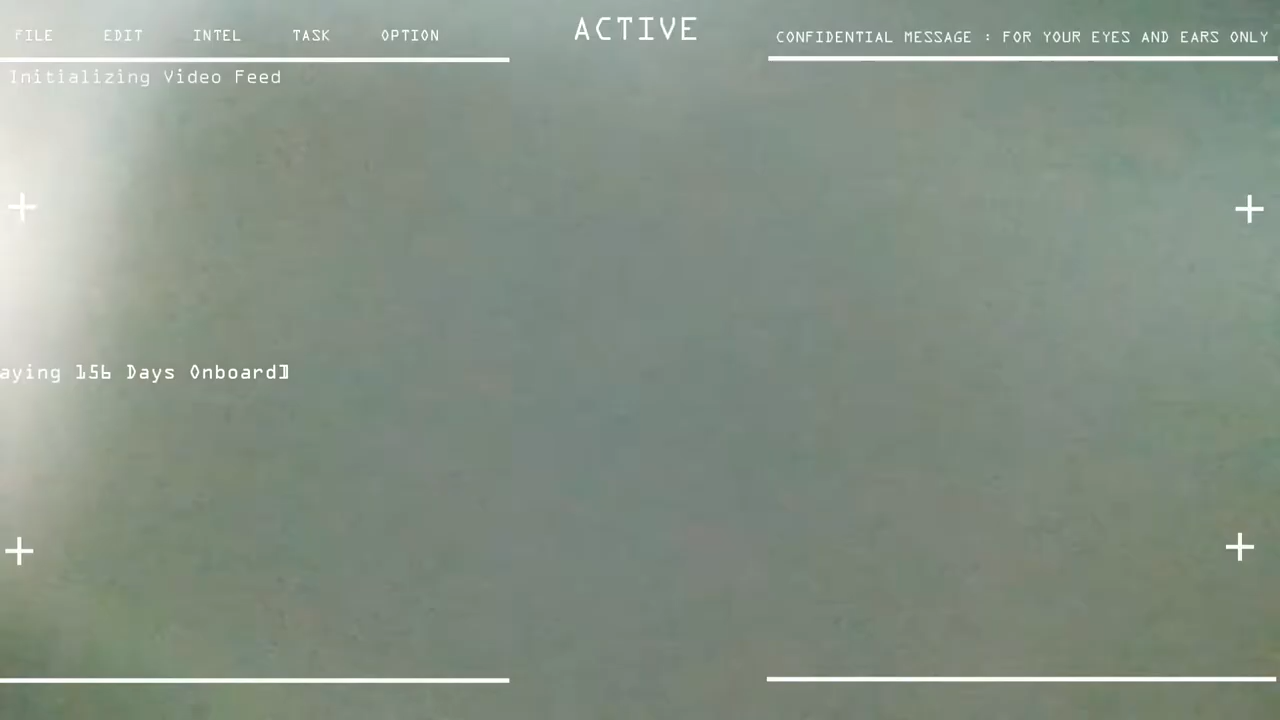 FILE EDIT INTEL TASK OPTION
ACTIVE
CONFIDENTIAL MESSAGE : FOR YOUR EYES AND EARS ONLY
Initializing Video Feed
aying 156 Days Onboard]